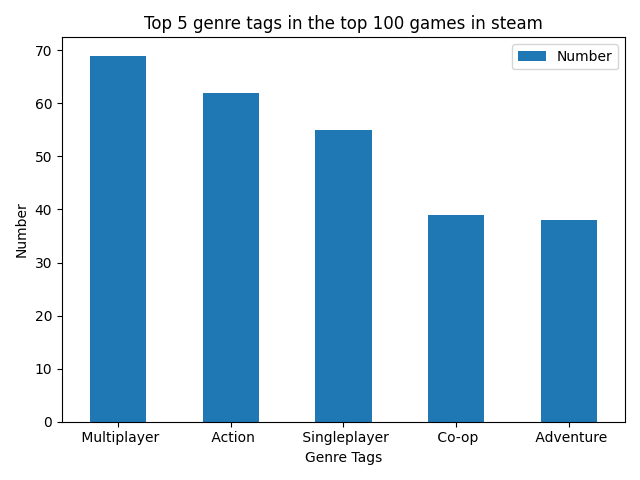 Top 5 genre tags in the top 100 games in steam
Number
70
60
50
40
30
20
10
0
Number
Multiplayer Action Singleplayer Co-op Adventure
Genre Tags